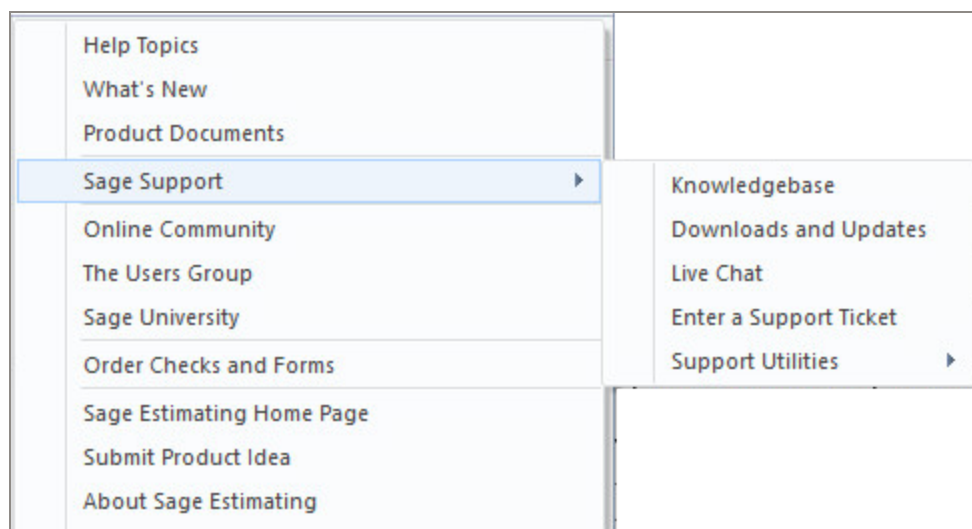 Help Topics
What's New
Product Documents
Sage Support
Online Community
The Users Group
Sage University
Order Checks and Forms
Sage Estimating Home Page
Submit Product Idea
About Sage Estimating
Knowledgebase
Downloads and Updates
Live Chat
Enter a Support Ticket
Support Utilities